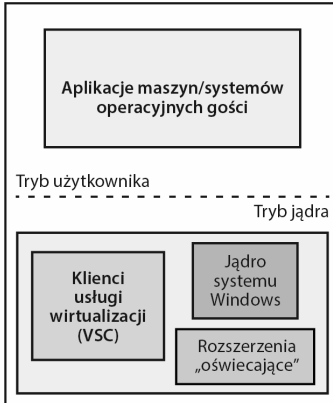 Aplikacje maszyn/systemów
operacyjnych gości
Tryb użytkownika
Tryb jądra
Klienci
usługi
wirtualizacji
(VSC)
Jądro
systemu
Windows
Rozszerzenia
„oświecające”